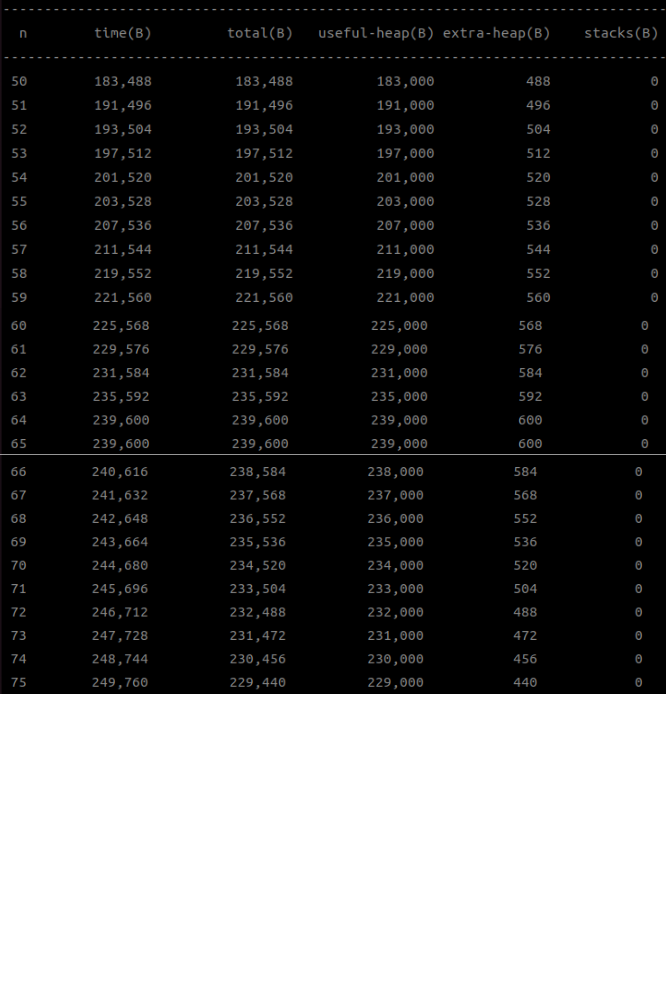 --------------------------------------------------------------------------------
n time(B) total(B) useful-heap(B) extra-heap(B) stacks(B)
--------------------------------------------------------------------------------
50 183,488 183,488 183,000 488 0
51 191,496 191,496 191,000 496 0
52 193,504 193,504 193,000 504 0
53 197,512 197,512 197,000 512 0
54 201,520 201,520 201,000 520 0
55 203,528 203,528 203,000 528 0
56 207,536 207,536 207,000 536 0
57 211,544 211,544 211,000 544 0
58 219,552 219,552 219,000 552 0
59 221,560 221,560 221,000 560 0
60 225,568 225,568 225,000 568 0
61 229,576 229,576 229,000 576 0
62 231,584 231,584 231,000 584 0
63 235,592 235,592 235,000 592 0
64 239,600 239,600 239,000 600 0
65 239,600 239,600 239,000 600 0
66 240,616 238,584 238,000 584 0
67 241,632 237,568 237,000 568 0
68 242,648 236,552 236,000 552 0
69 243,664 235,536 235,000 536 0
70 244,680 234,520 234,000 520 0
71 245,696 233,504 233,000 504 0
72 246,712 232,488 232,000 488 0
73 247,728 231,472 231,000 472 0
74 248,744 230,456 230,000 456 0
75 249,760 229,440 229,000 440 0